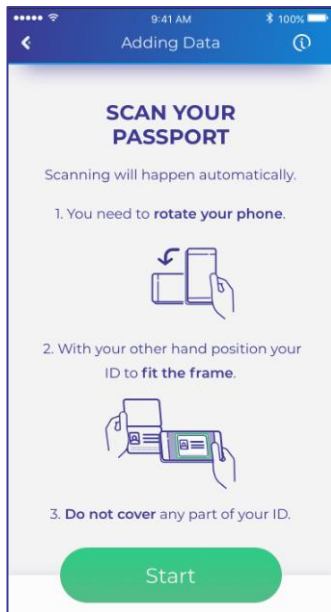 9:41 AM
100%
Adding Data
SCAN YOUR
PASSPORT
Scanning will happen automatically.
1. You need to rotate your phone.
2. With your other hand position your
ID to fit the frame.
3. Do not cover any part of your ID.
Start